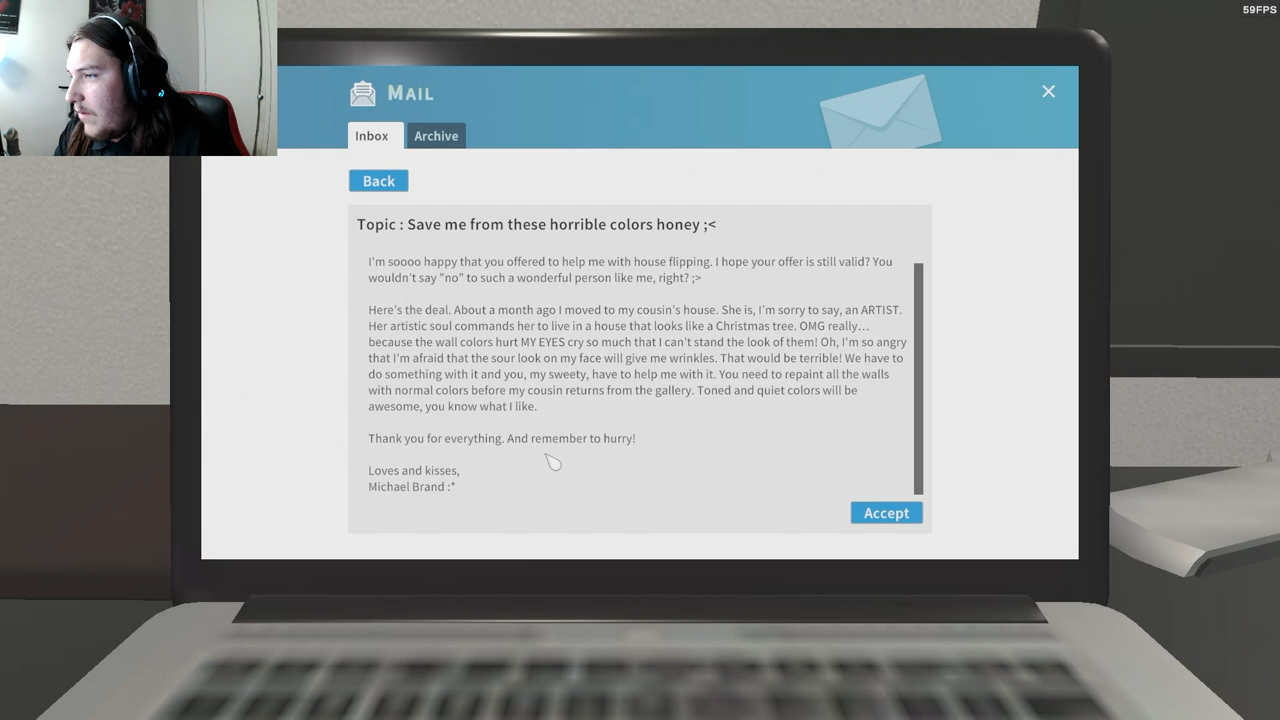 59FPS
MAIL
Inbox
Archive
Back
Topic : Save me from these horrible colors honey ;<
I'm soooo happy that you offered to help me with house flipping. I hope your offer is still valid? You
wouldn't say "no" to such a wonderful person like me, right? ;>
Here's the deal. About a month ago I moved to my cousin's house. She is, I'm sorry to say, an ARTIST.
Her artistic soul commands her to live in a house that looks like a Christmas tree. OMG really...
because the wall colors hurt MY EYES cry so much that I can't stand the look of them! Oh, I'm so angry
that I'm afraid that the sour look on my face will give me wrinkles. That would be terrible! We have to
do something with it and you, my sweety, have to help me with it. You need to repaint all the walls
with normal colors before my cousin returns from the gallery. Toned and quiet colors will be
awesome, you know what I like.
Thank you for everything. And remember to hurry!
Loves and kisses,
Michael Brand :*
Accept